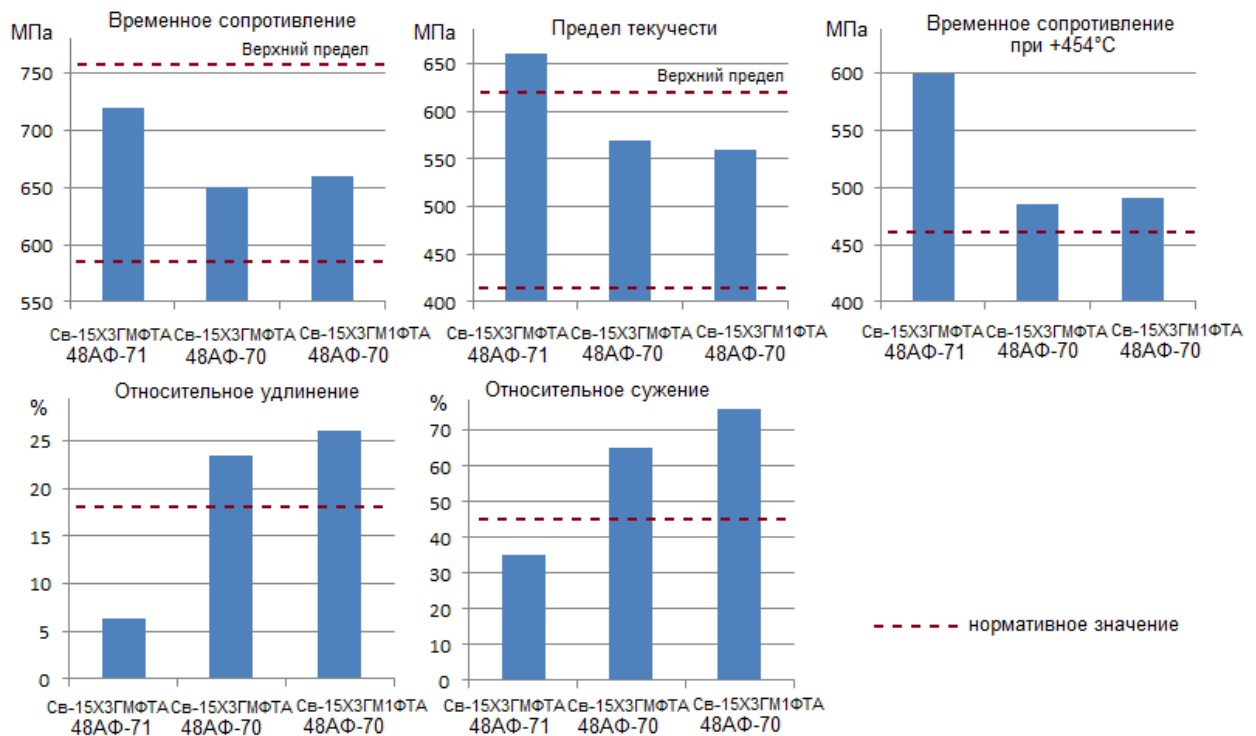 Временное сопротивление
МПа
Верхний предел
750
700
650
600
550
Св-15Х3ГМФТА Св-15Х3ГМФТА Св-15Х3ГМ1ФТА
48АФ-71 48АФ-70 48АФ-70
Предел текучести
МПа
Верхний предел
650
600
550
500
450
400
Св-15Х3ГМФТА Св-15Х3ГМФТА Св-15Х3ГМ1ФТА
48АФ-71 48АФ-70 48АФ-70
Временное сопротивление
при +454°С
МПа
600
550
500
450
400
Св-15Х3ГМФТА Св-15Х3ГМФТА Св-15Х3ГМ1ФТА
48АФ-71 48АФ-70 48АФ-70
Относительное удлинение
%
25
20
15
10
5
0
Св-15Х3ГМФТА Св-15Х3ГМФТА Св-15Х3ГМ1ФТА
48АФ-71 48АФ-70 48АФ-70
Относительное сужение
%
70
60
50
40
30
20
10
0
Св-15Х3ГМФТА Св-15Х3ГМФТА Св-15Х3ГМ1ФТА
48АФ-71 48АФ-70 48АФ-70
нормативное значение